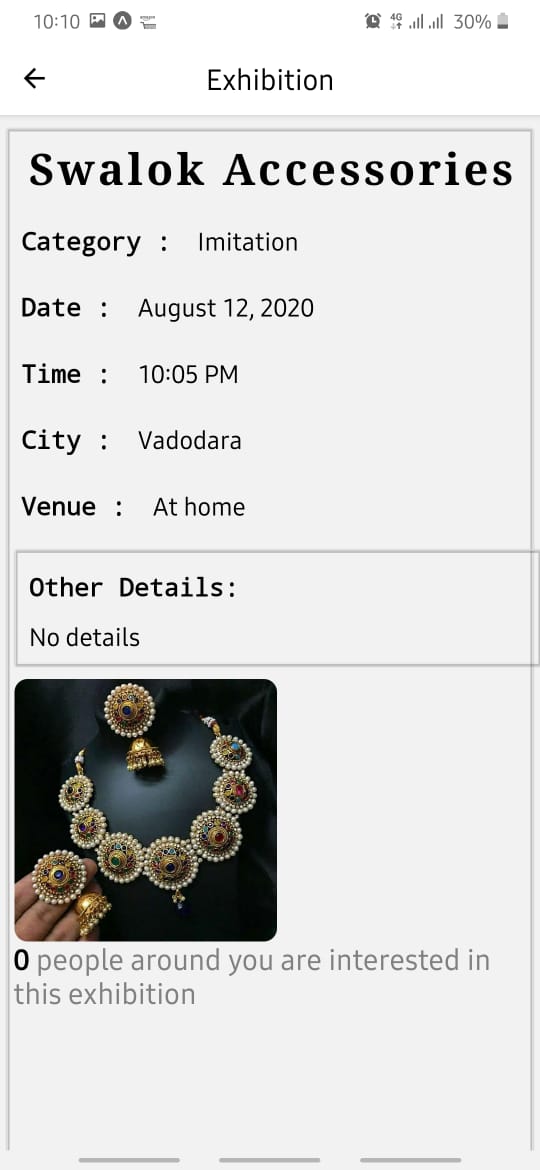 10:10 4G 30%
Exhibition
Swalok Accessories
Category : Imitation
Date : August 12, 2020
Time : 10:05 PM
City : Vadodara
Venue : At home
Other Details:
No details
0 people around you are interested in
this exhibition